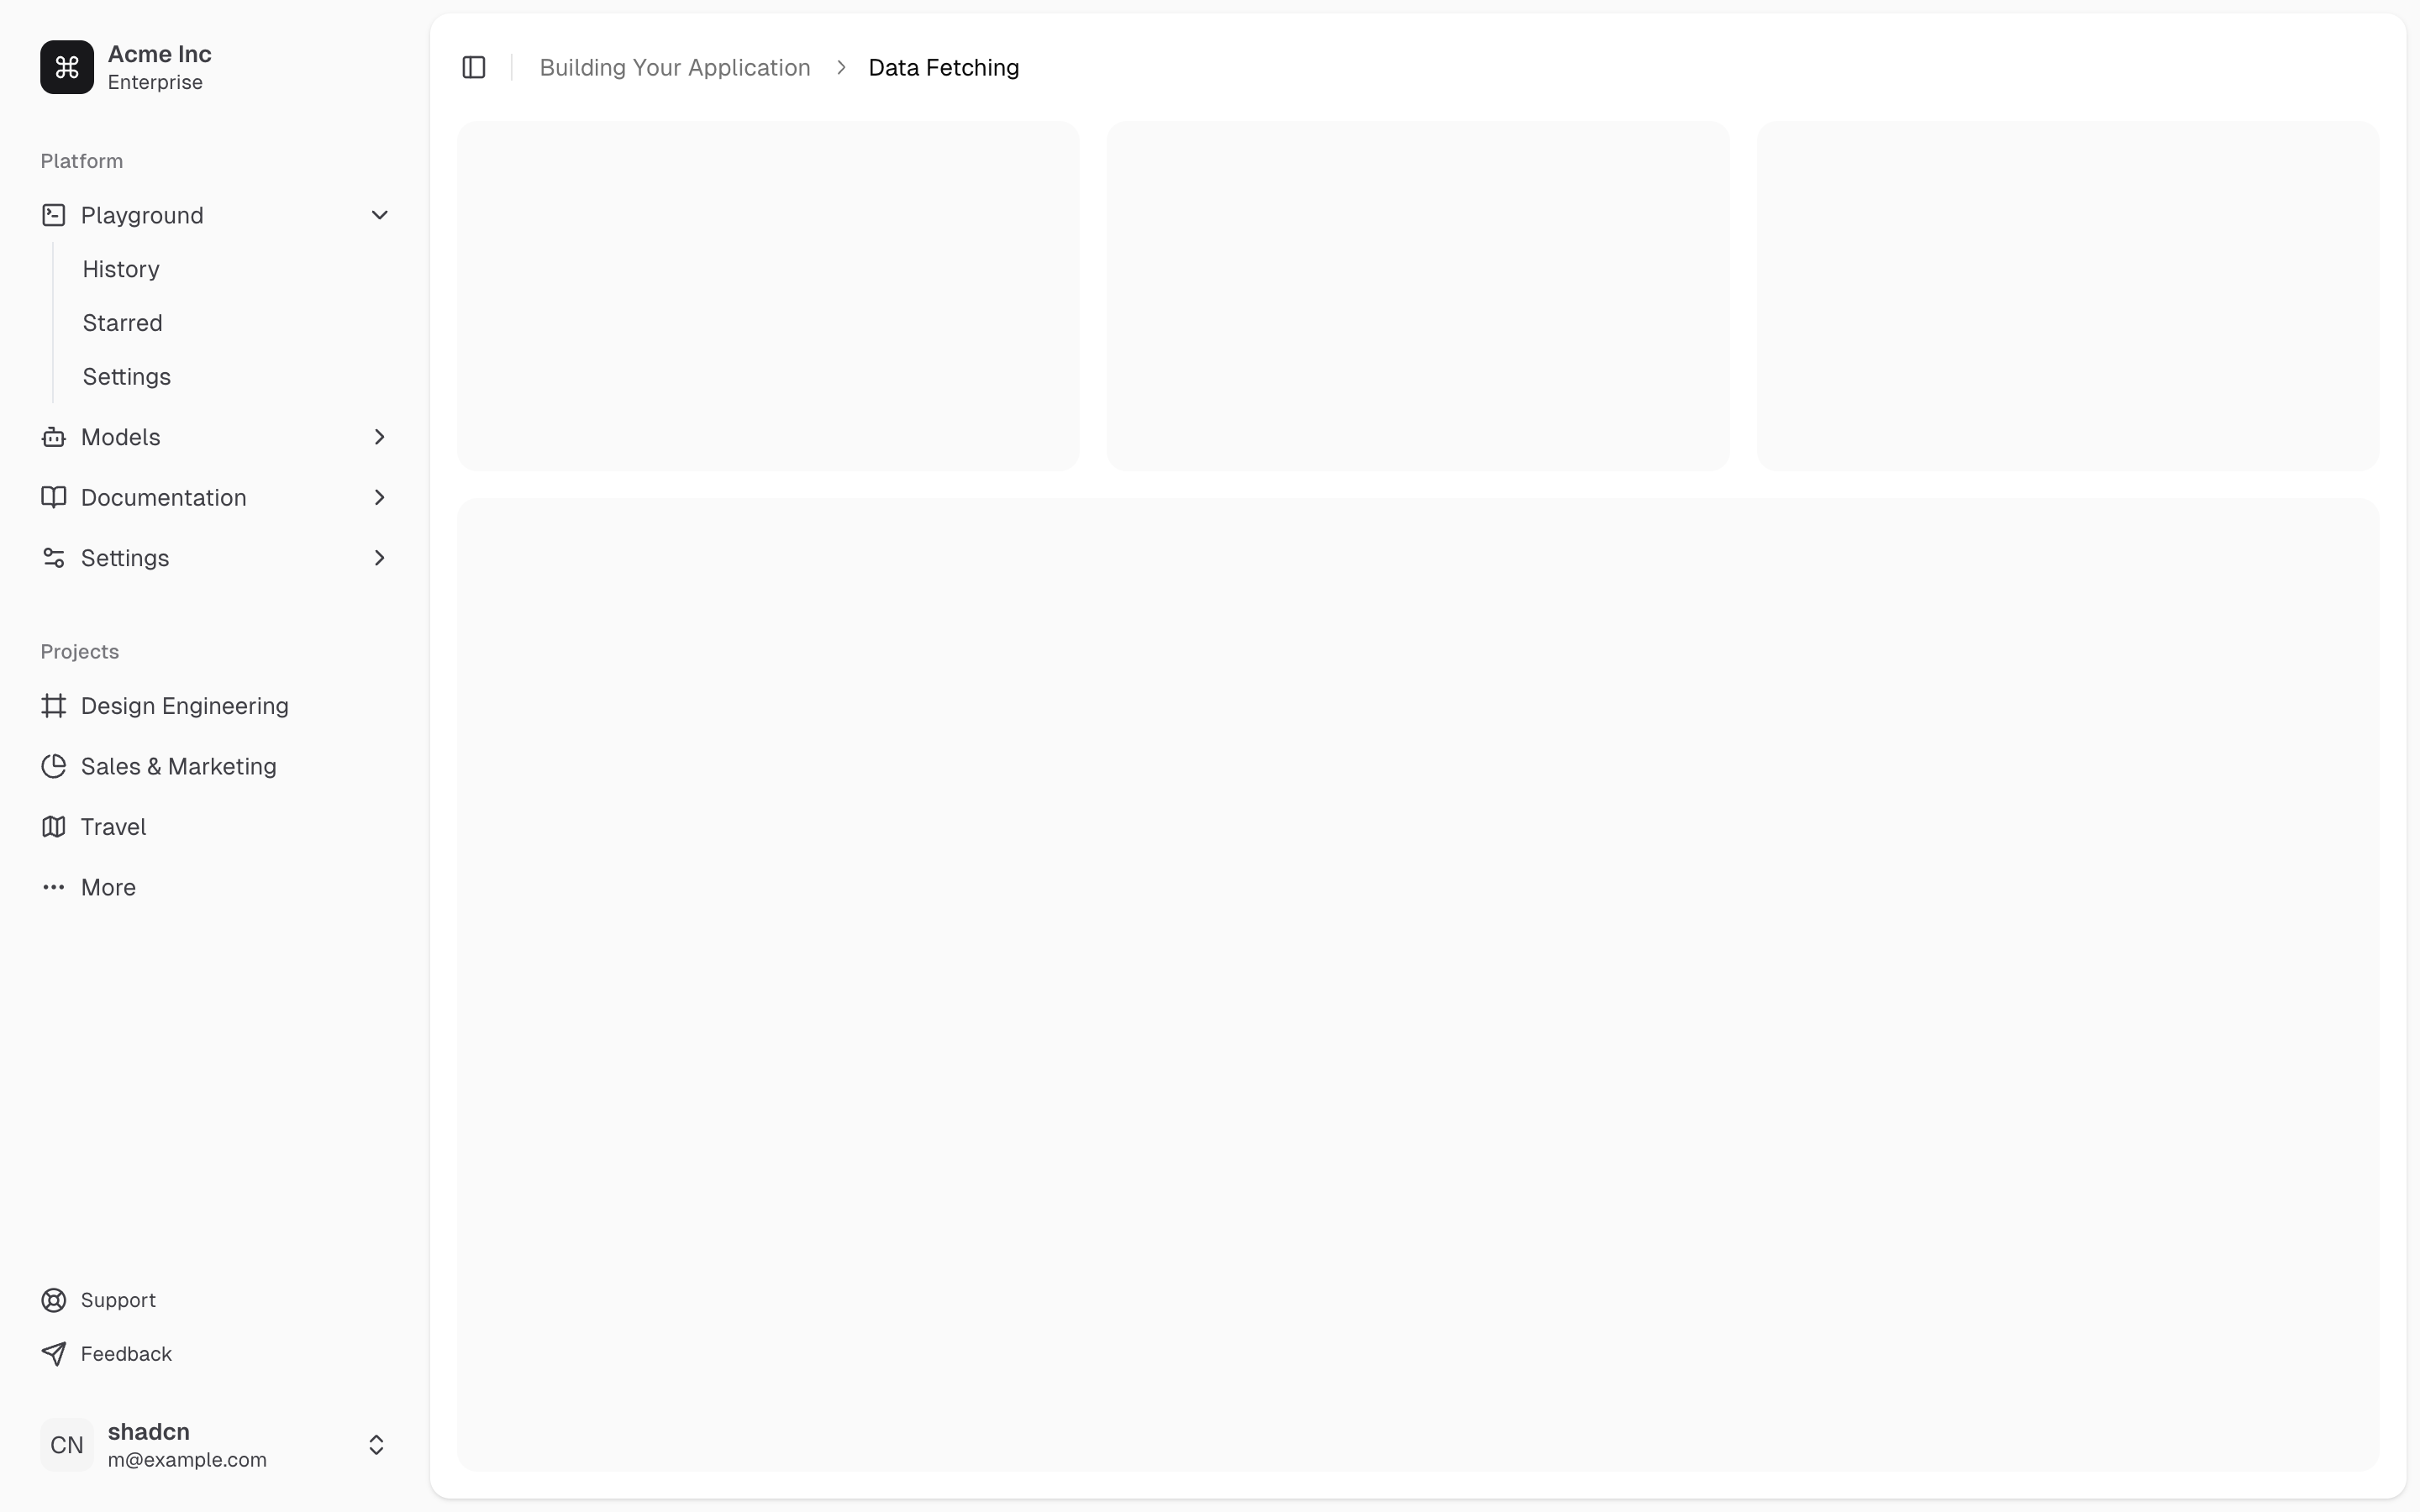 Acme Inc
Enterprise
Platform
Playground
History
Starred
Settings
Models
Documentation
Settings
Projects
Design Engineering
Sales & Marketing
Travel
More
Support
Feedback
CN
shadcn
m@example.com
Building Your Application
Data Fetching